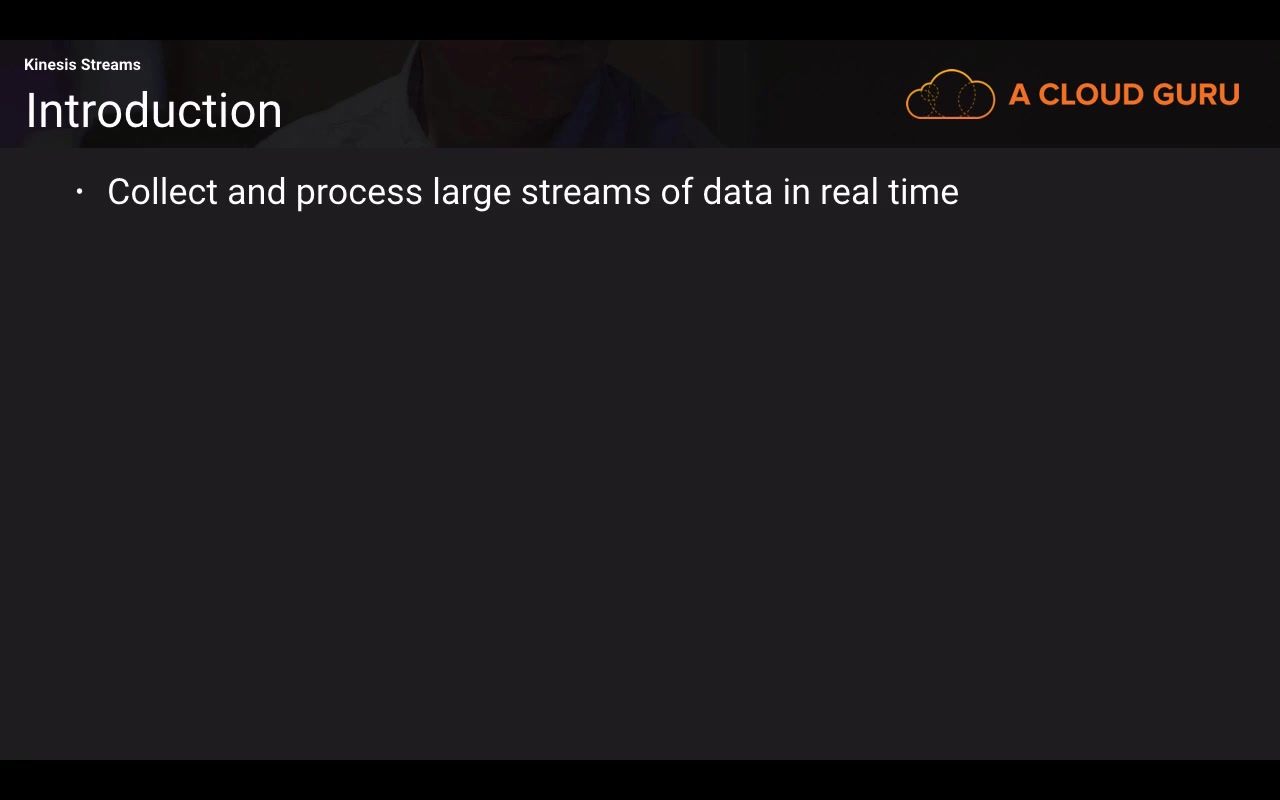 Kinesis Streams
Introduction
A CLOUD GURU
• Collect and process large streams of data in real time